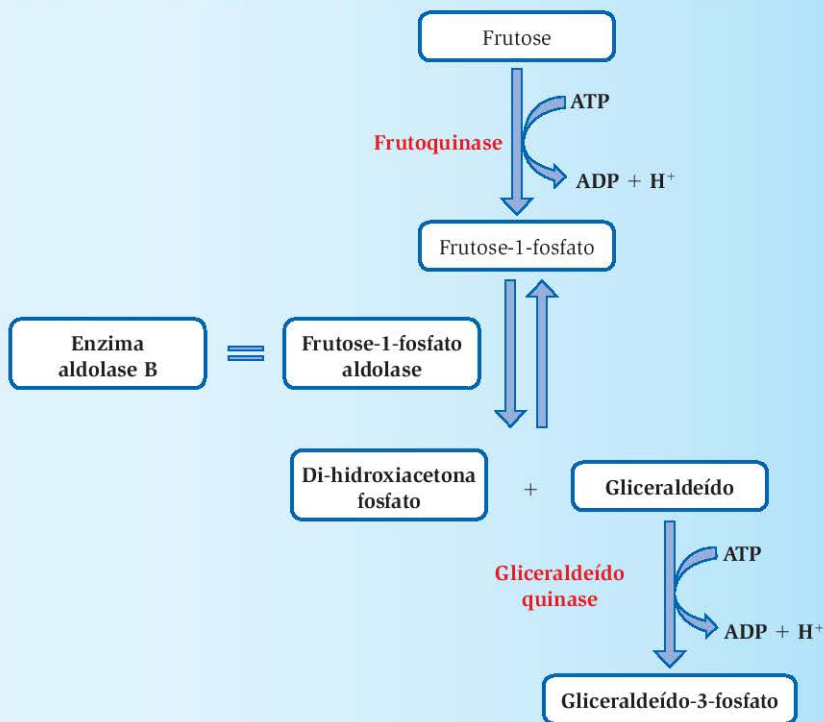 Frutose
ATP
Frutoquinase
ADP + H⁺
Frutose-1-fosfato
Enzima
aldolase B
Frutose-1-fosfato
aldolase
Di-hidroxiacetona
fosfato
+
Gliceraldeído
ATP
Gliceraldeído
quinase
ADP + H⁺
Gliceraldeído-3-fosfato